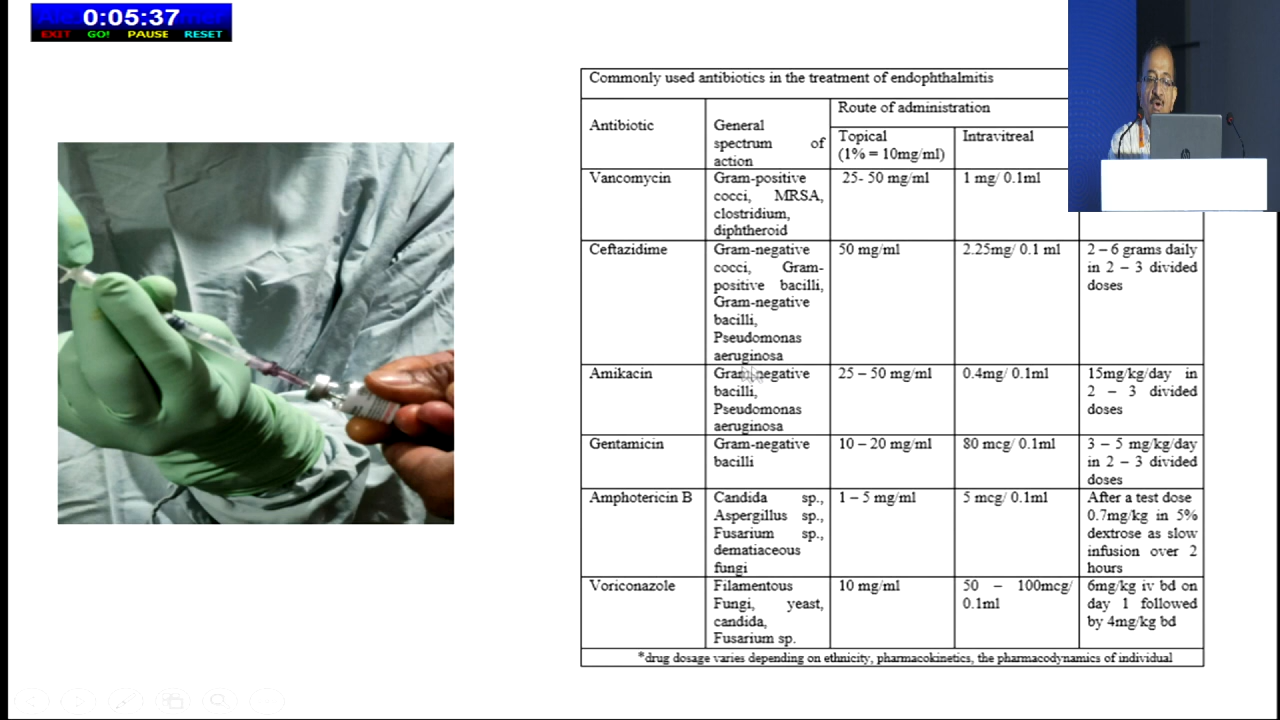 0:05:37
EXIT GO! PAUSE RESET
Commonly used antibiotics in the treatment of endophthalmitis
Antibiotic
General
spectrum of
action
Route of administration
Topical
(1% = 10mg/ml)
Intravitreal
Vancomycin
Gram-positive
cocci, MRSA,
clostridium,
diphtheroid
25- 50 mg/ml
1 mg/ 0.1ml
Ceftazidime
Gram-negative
cocci, Gram-
positive bacilli,
Gram-negative
bacilli,
Pseudomonas
aeruginosa
50 mg/ml
2.25mg/ 0.1 ml
2 – 6 grams daily
in 2 – 3 divided
doses
Amikacin
Gram-negative
bacilli,
Pseudomonas
aeruginosa
25 – 50 mg/ml
0.4mg/ 0.1ml
15mg/kg/day in
2 – 3 divided
doses
Gentamicin
Gram-negative
bacilli
10 – 20 mg/ml
80 mcg/ 0.1ml
3 – 5 mg/kg/day
in 2 – 3 divided
doses
Amphotericin B
Candida sp.,
Aspergillus sp.,
Fusarium sp.,
dematiaceous
fungi
1 – 5 mg/ml
5 mcg/ 0.1ml
After a test dose
0.7mg/kg in 5%
dextrose as slow
infusion over 2
hours
Voriconazole
Filamentous
Fungi, yeast,
candida,
Fusarium sp.
10 mg/ml
50 – 100mcg/
0.1ml
6mg/kg iv bd on
day 1 followed
by 4mg/kg bd
*drug dosage varies depending on ethnicity, pharmacokinetics, the pharmacodynamics of individual